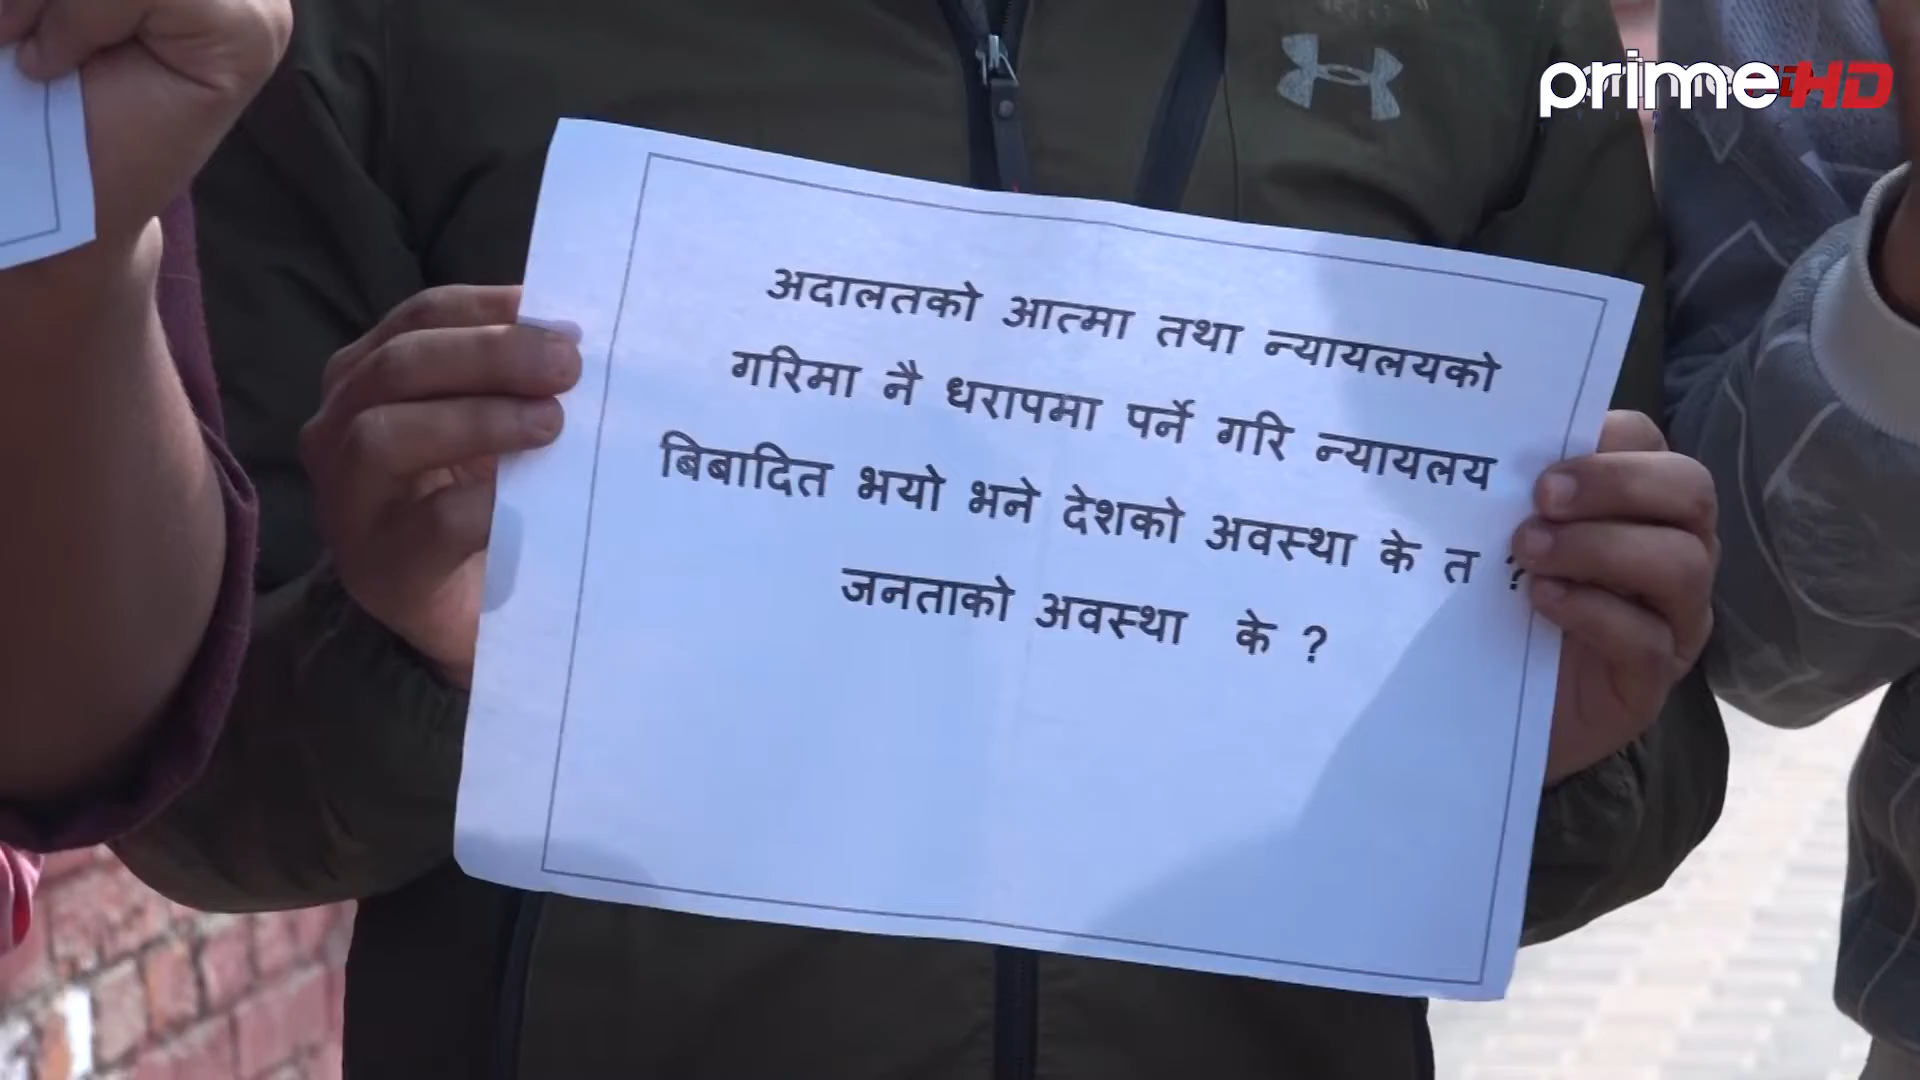 prime HD
अदालतको आत्मा तथा न्यायलयको
गरिमा नै धरापमा पर्ने गरि न्यायलय
बिबादित भयो भने देशको अवस्था के त ?
जनताको अवस्था के ?